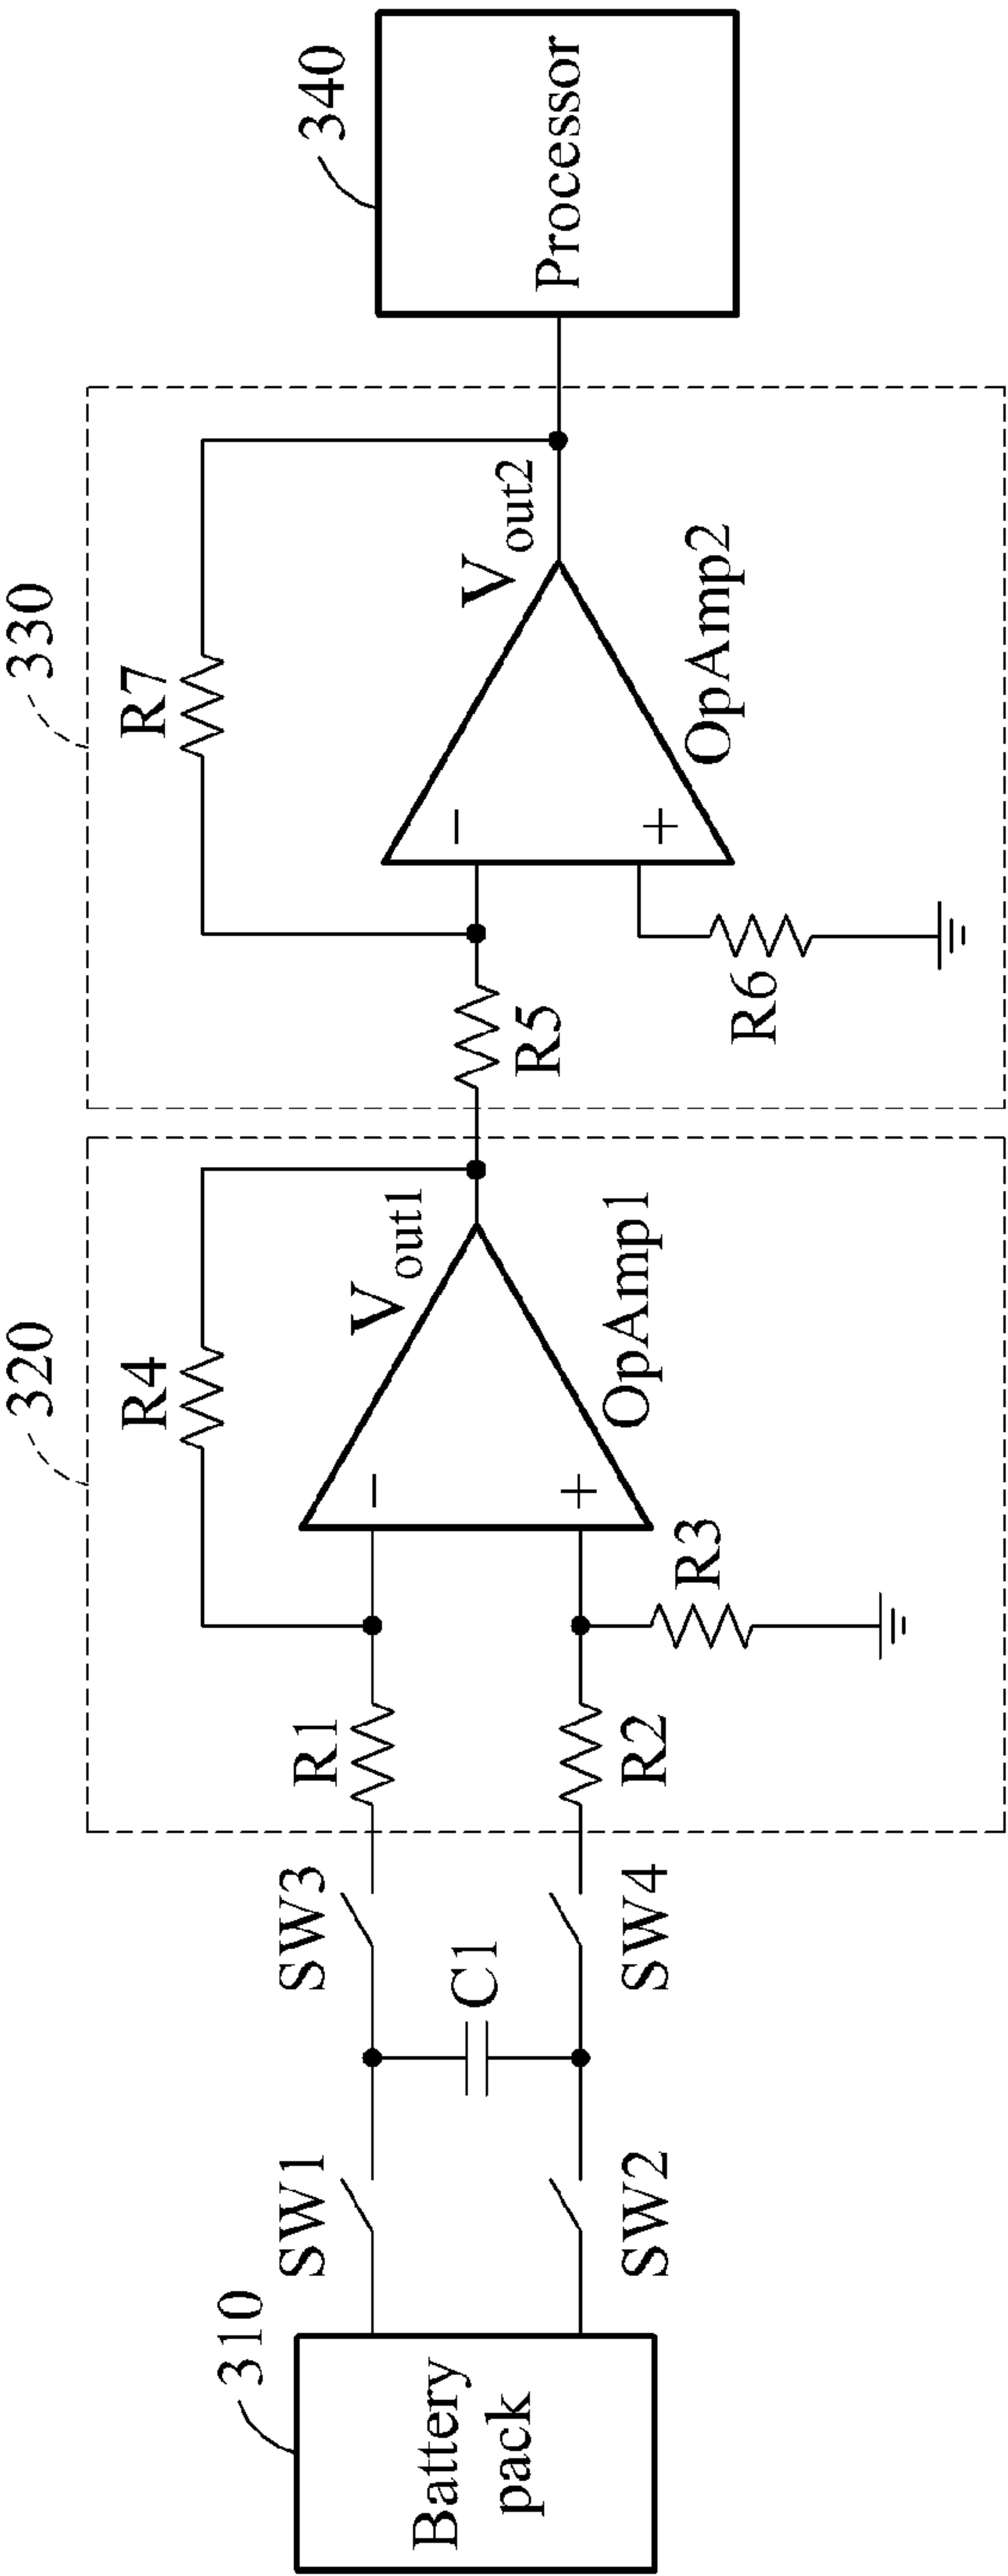 310
Battery
pack
SW1
SW2
C1
SW3
SW4
320
R1
R2
R3
R4
−
+
OpAmp1
Vout1
330
R5
R6
R7
−
+
OpAmp2
Vout2
340
Processor